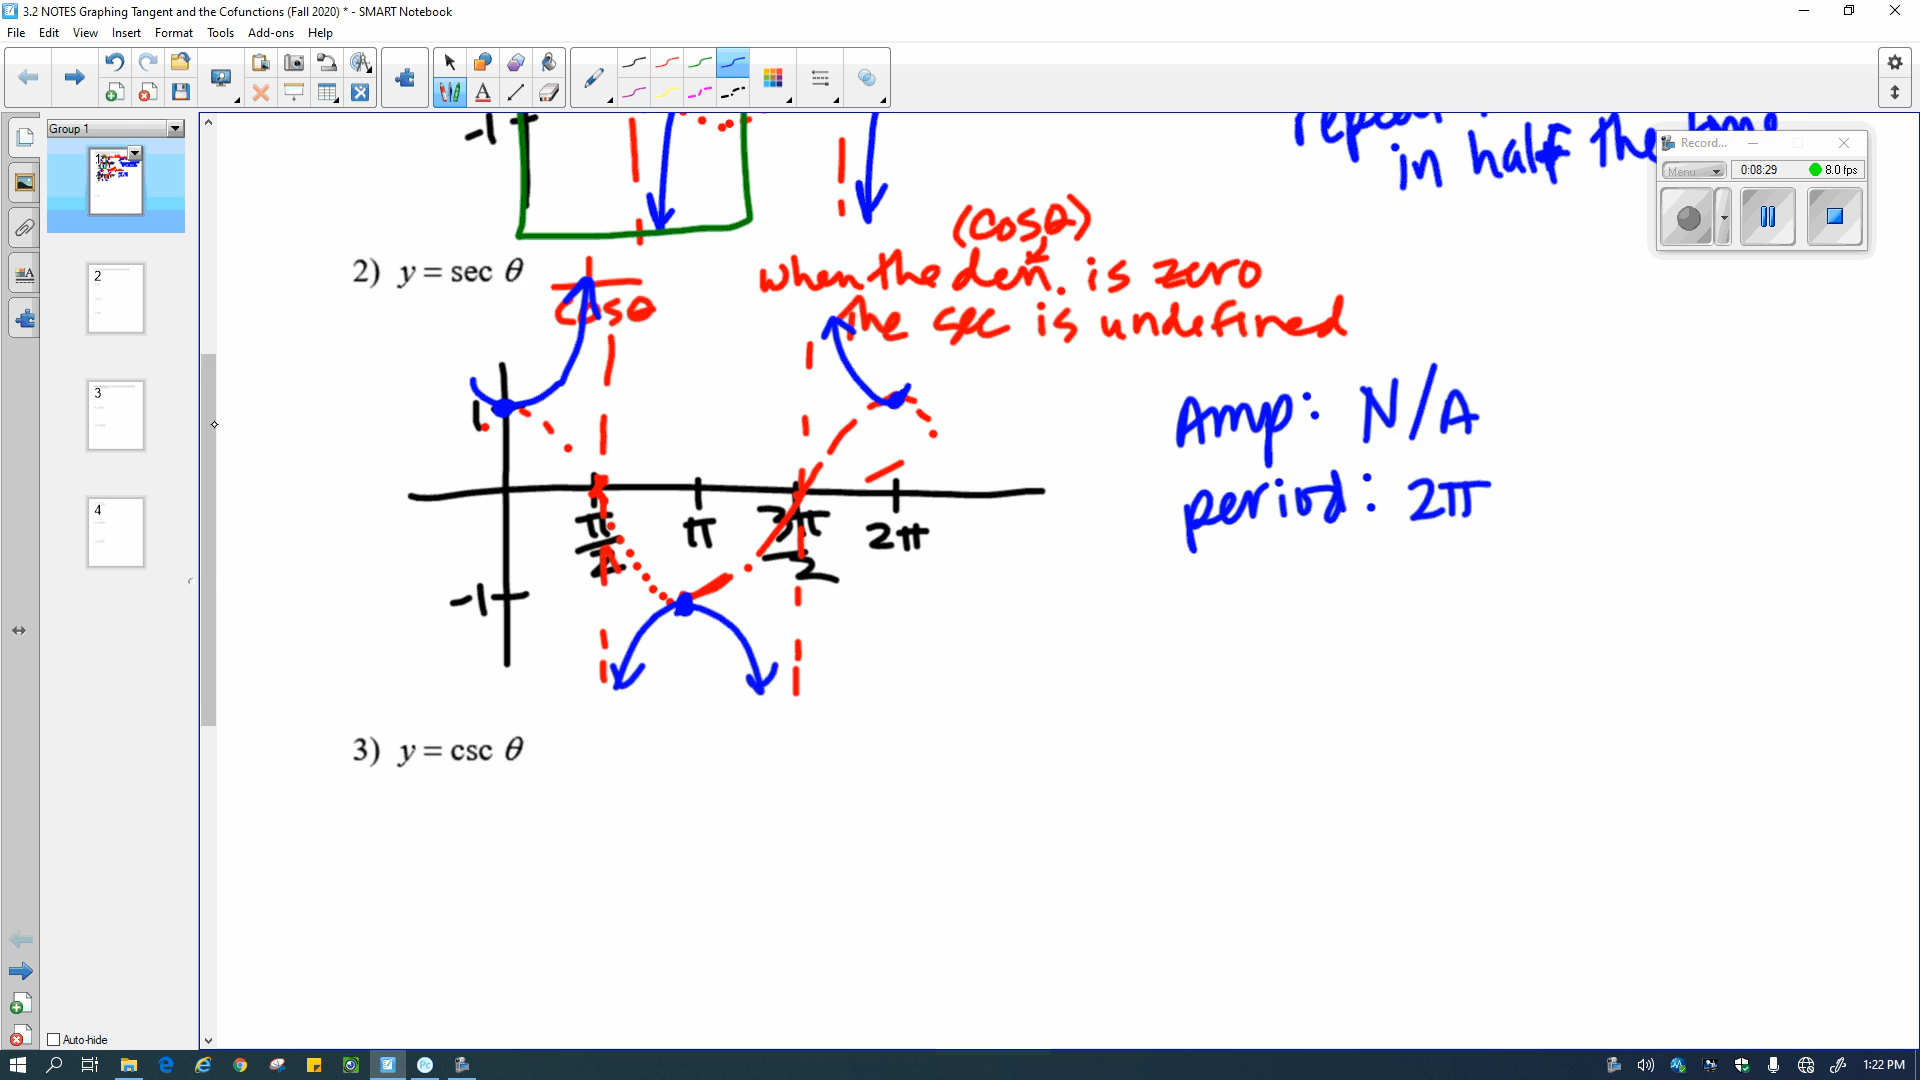 3.2 NOTES Graphing Tangent and the Cofunctions (Fall 2020) * - SMART Notebook
File Edit View Insert Format Tools Add-ons Help
Group 1
1
2
3
4
Auto-hide
Record...
Menu
0:08:29
8.0 fps
-1
in half the
(cosθ)
2) y = sec θ
1
cosθ
when the den. is zero
the sec is undefined
1
π/2 π 3π/2 2π
-1
Amp: N/A
period: 2π
3) y = csc θ
1:22 PM